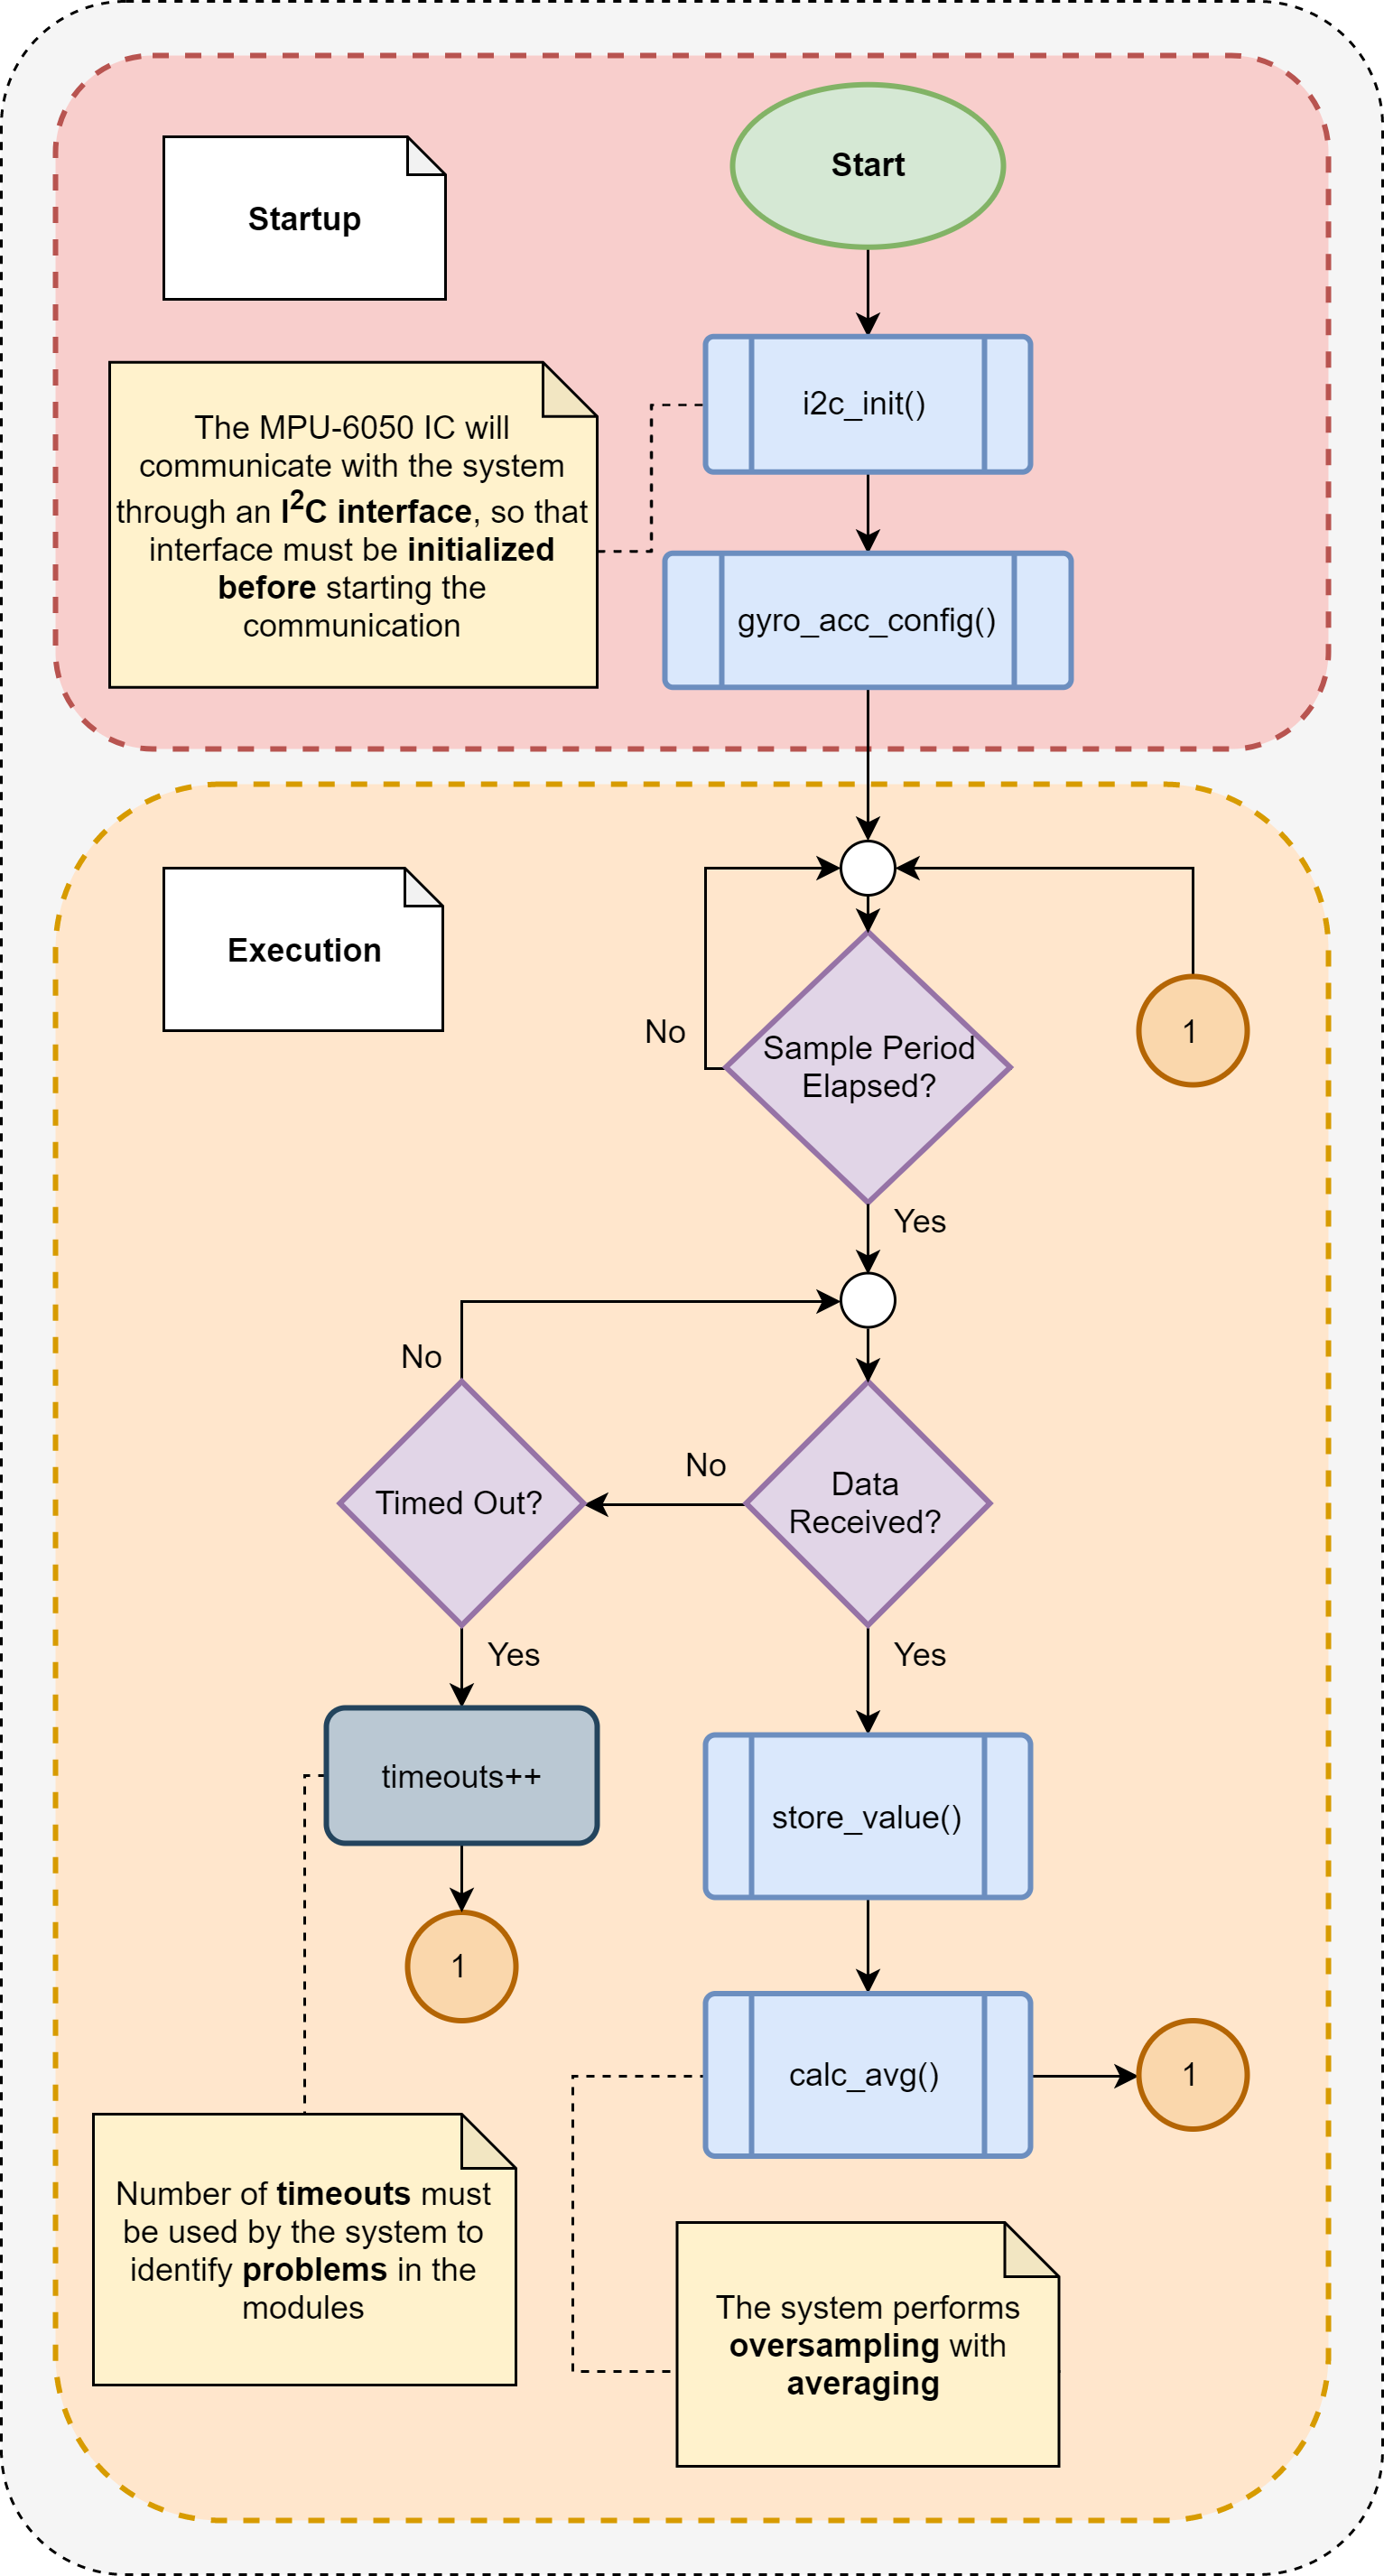 Start
Startup
i2c_init()
The MPU-6050 IC will
communicate with the system
through an I²C interface, so that
interface must be initialized
before starting the
communication
gyro_acc_config()
Execution
1
No
Sample Period
Elapsed?
Yes
No
No
Timed Out?
Data
Received?
Yes
Yes
timeouts++
store_value()
1
calc_avg()
1
Number of timeouts must
be used by the system to
identify problems in the
modules
The system performs
oversampling with
averaging